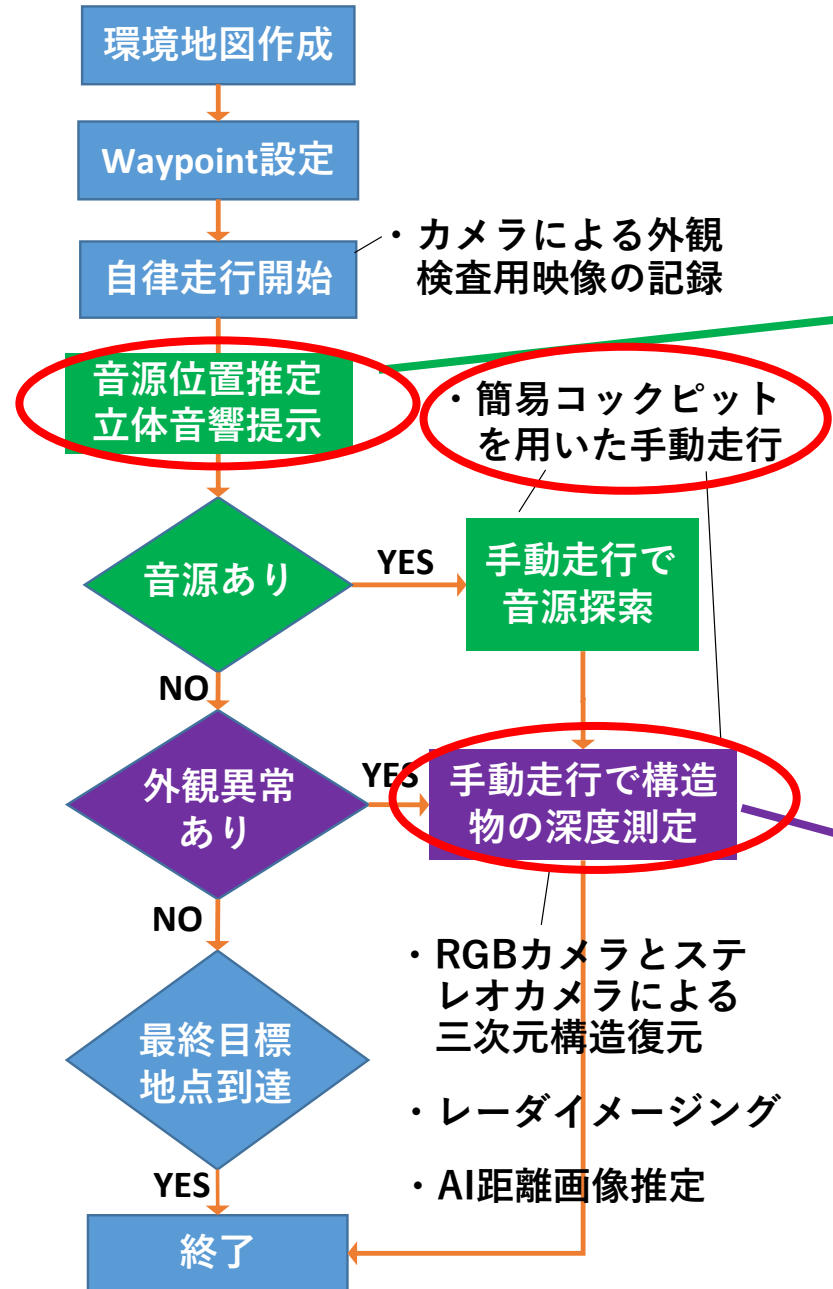 環境地図作成
Waypoint設定
自律走行開始
・カメラによる外観
検査用映像の記録
音源位置推定
立体音響提示
・簡易コックピット
を用いた手動走行
音源あり
YES
手動走行で
音源探索
NO
外観異常
あり
YES
手動走行で構造
物の深度測定
NO
・RGBカメラとステ
レオカメラによる
三次元構造復元
最終目標
地点到達
・レーダイメージング
・AI距離画像推定
YES
終了